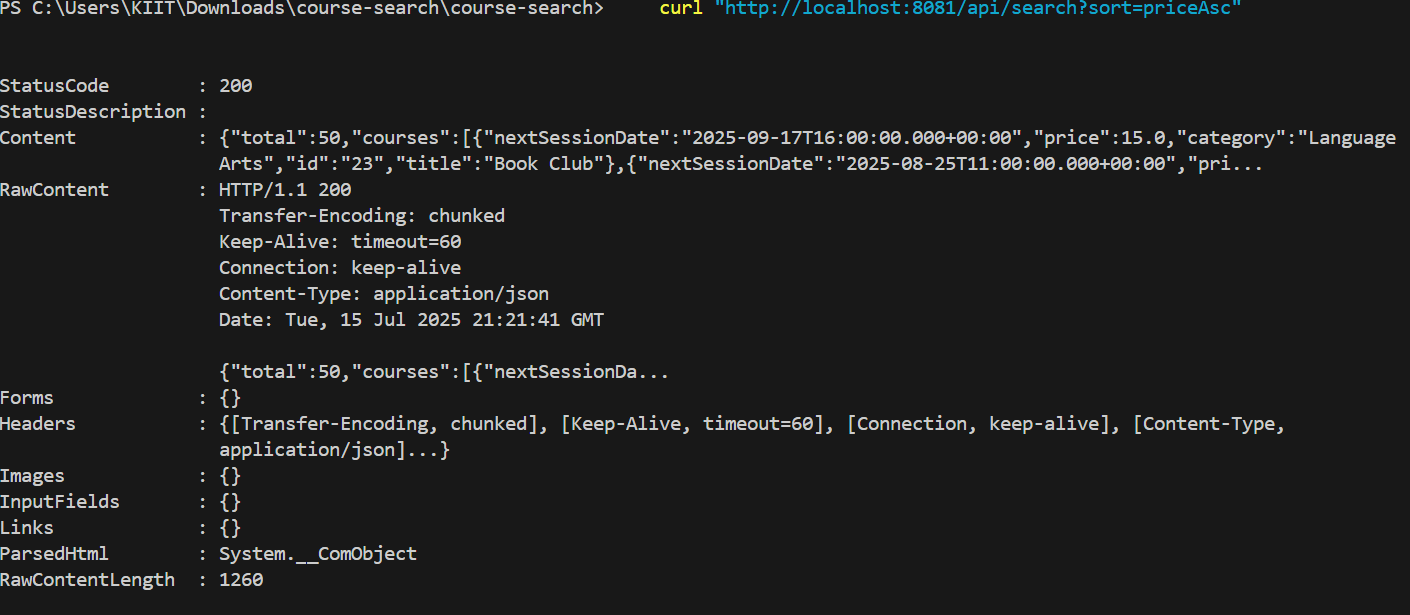 PS C:\Users\KIIT\Downloads\course-search\course-search>     curl "http://localhost:8081/api/search?sort=priceAsc"
StatusCode        : 200
StatusDescription :
Content           : {"total":50,"courses":[{"nextSessionDate":"2025-09-17T16:00:00.000+00:00","price":15.0,"category":"Language
                    Arts","id":"23","title":"Book Club"},{"nextSessionDate":"2025-08-25T11:00:00.000+00:00","pri...
RawContent        : HTTP/1.1 200
                    Transfer-Encoding: chunked
                    Keep-Alive: timeout=60
                    Connection: keep-alive
                    Content-Type: application/json
                    Date: Tue, 15 Jul 2025 21:21:41 GMT

                    {"total":50,"courses":[{"nextSessionDa...
Forms             : {}
Headers           : {[Transfer-Encoding, chunked], [Keep-Alive, timeout=60], [Connection, keep-alive], [Content-Type,
                    application/json]...}
Images            : {}
InputFields       : {}
Links             : {}
ParsedHtml        : System.__ComObject
RawContentLength  : 1260